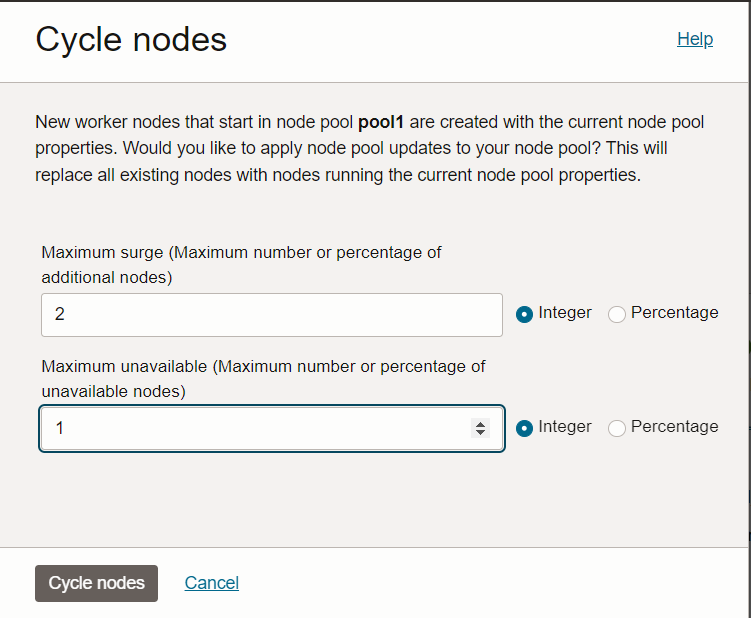 Cycle nodes
Help
New worker nodes that start in node pool pool1 are created with the current node pool
properties. Would you like to apply node pool updates to your node pool? This will
replace all existing nodes with nodes running the current node pool properties.
Maximum surge (Maximum number or percentage of
additional nodes)
2
Integer
Percentage
Maximum unavailable (Maximum number or percentage of
unavailable nodes)
1
Integer
Percentage
Cycle nodes
Cancel